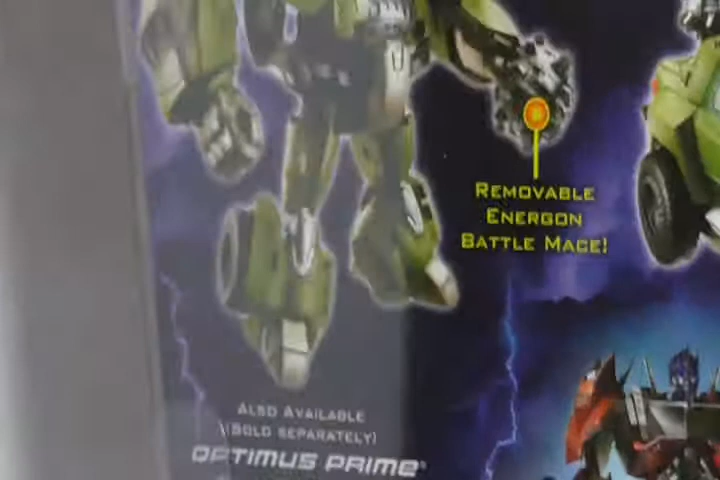 REMOVABLE
ENERGON
BATTLE MACE!
ALSO AVAILABLE
(SOLD SEPARATELY)
OPTIMUS PRIME®